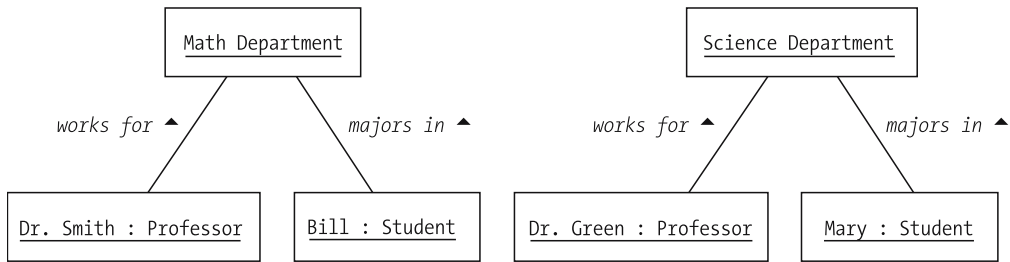 Math Department
Science Department
works for ▲
majors in ▲
works for ▲
majors in ▲
Dr. Smith : Professor
Bill : Student
Dr. Green : Professor
Mary : Student